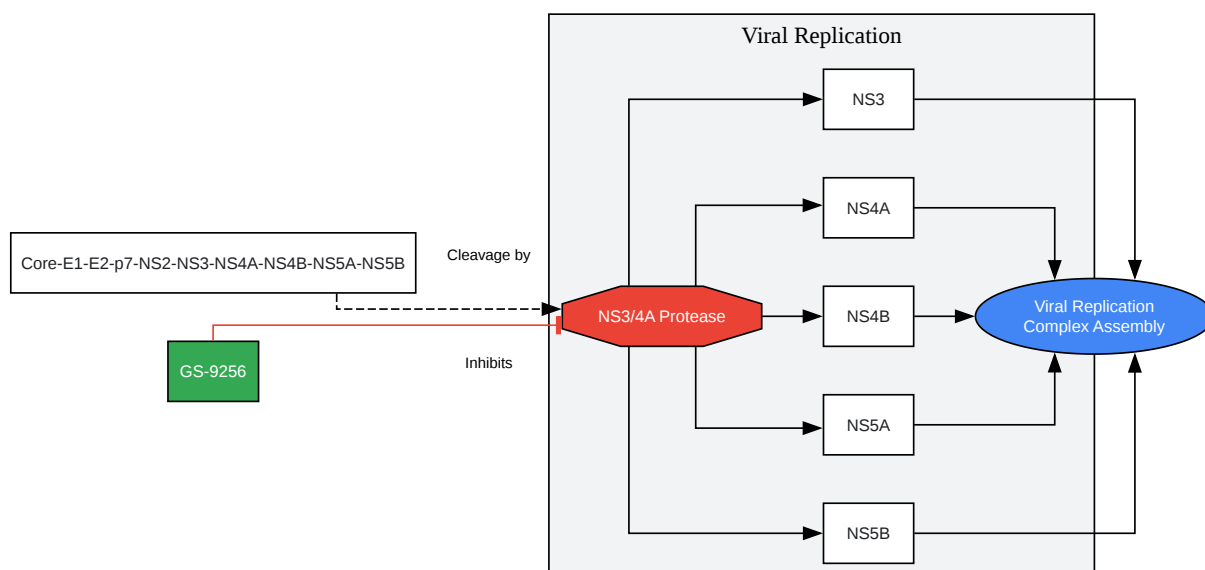 Viral Replication
NS3
NS4A
Core-E1-E2-p7-NS2-NS3-NS4A-NS4B-NS5A-NS5B
Cleavage by
NS3/4A Protease
NS4B
Viral Replication
Complex Assembly
GS-9256
Inhibits
NS5A
NS5B